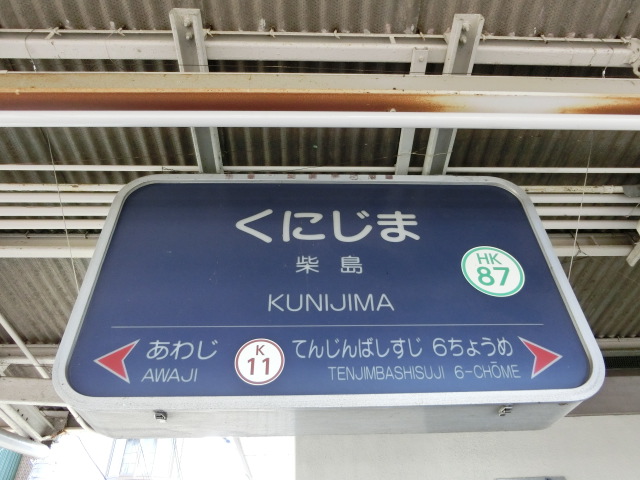 くにじま
柴島
KUNIJIMA
HK
87
あわじ
AWAJI
K
11
てんじんばしすじ 6ちょうめ
TENJIMBASHISUJI 6-CHŌME